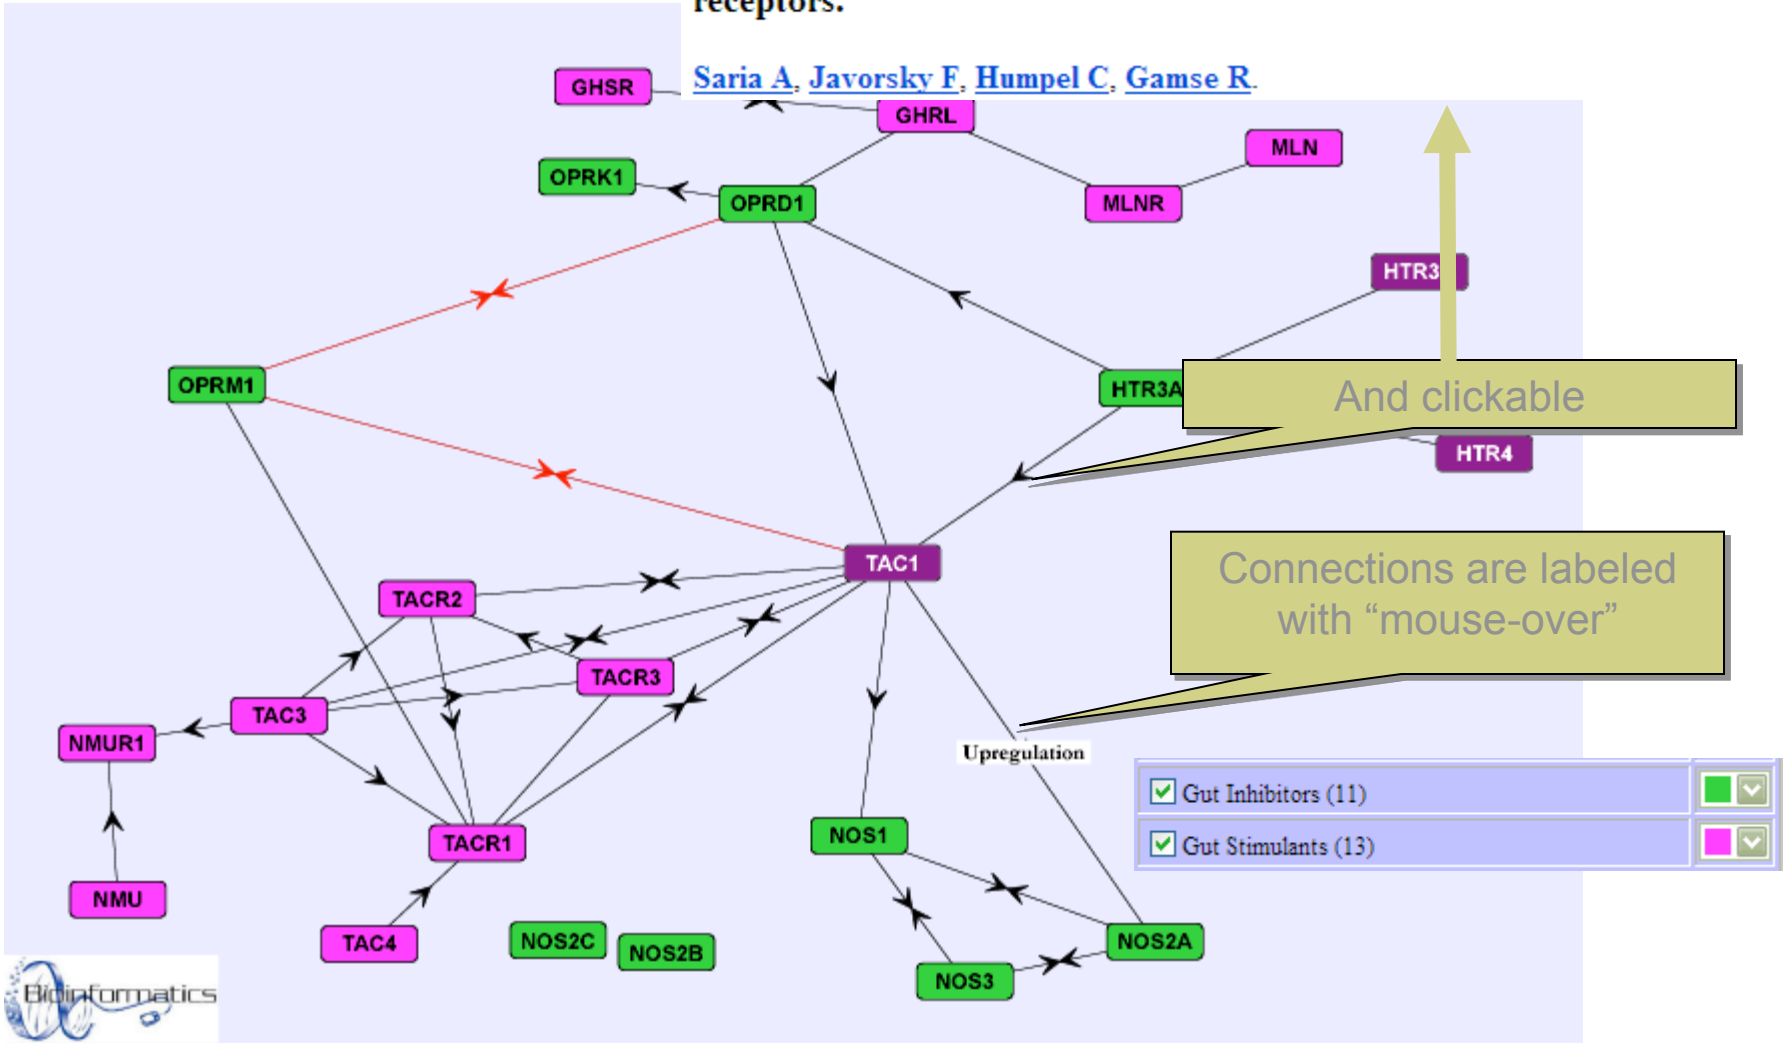 receptors.
Saria A, Javorsky F, Humpel C, Gamse R.
GHSR
GHRL
MLN
OPRK1
OPRD1
MLNR
HTR3
OPRM1
HTR3A
And clickable
HTR4
TAC1
Connections are labeled
with “mouse-over”
TACR2
TACR3
TAC3
NMUR1
Upregulation
Gut Inhibitors (11)
Gut Stimulants (13)
NOS1
TACR1
NMU
TAC4
NOS2C
NOS2B
NOS2A
NOS3
Bioinformatics